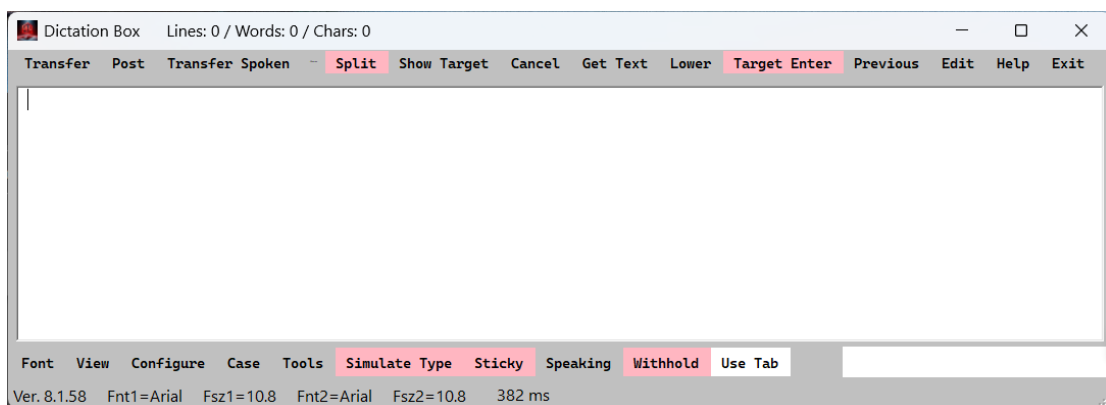 Dictation Box Lines: 0 / Words: 0 / Chars: 0
Transfer Post Transfer Spoken ~ Split Show Target Cancel Get Text Lower Target Enter Previous Edit Help Exit
Font View Configure Case Tools Simulate Type Sticky Speaking Withhold Use Tab
Ver. 8.1.58 Fnt1=Arial Fsz1=10.8 Fnt2=Arial Fsz2=10.8 382 ms